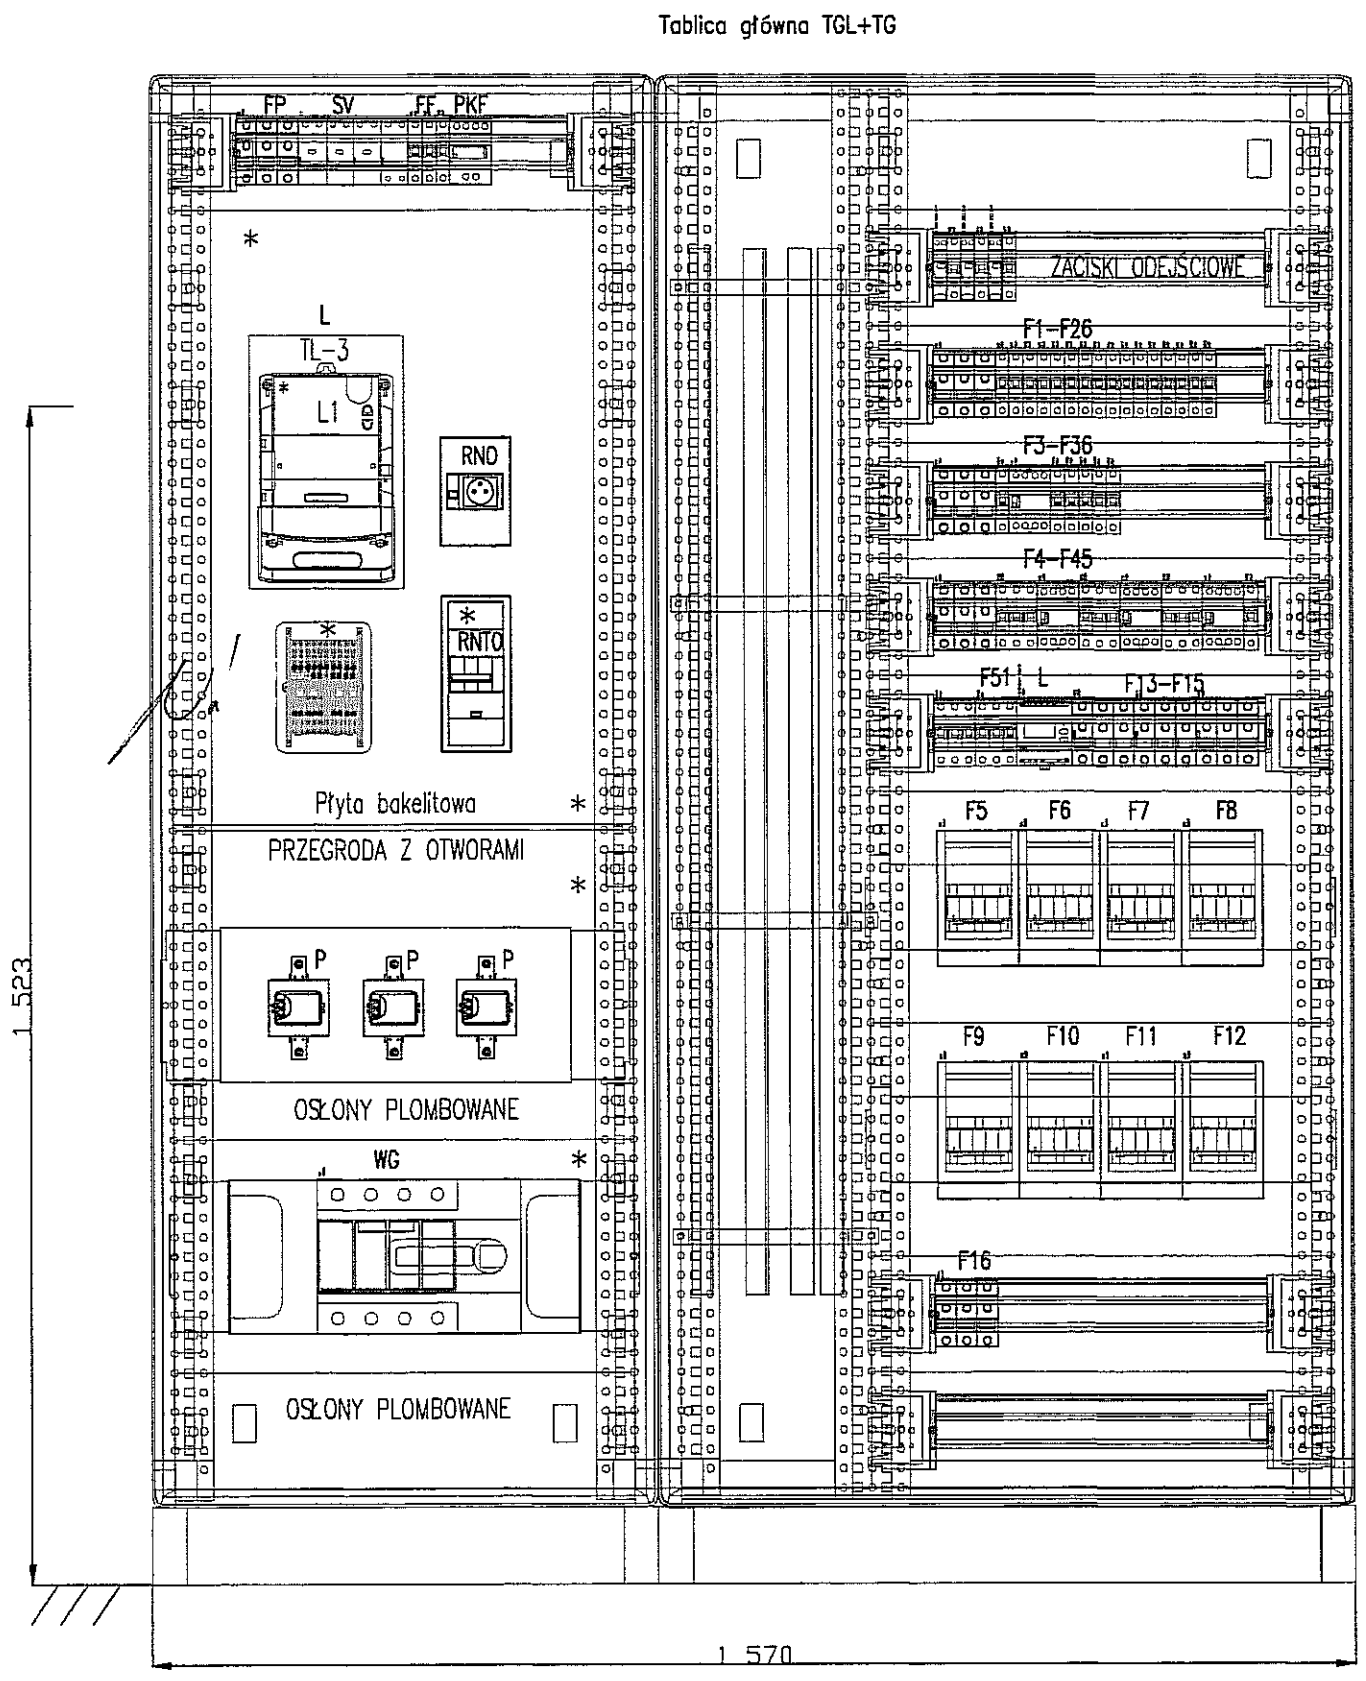 Tablica główna TGL+TG
FP SV FF PKF
*
L
TL-3
*
L1
RND
*
*
RNTO
Płyta bakelitowa *
PRZEGRODA Z OTWORAMI
*
P P P
OSŁONY PLOMBOWANE
WG *
OSŁONY PLOMBOWANE
ZACISKI ODEJŚCIOWE
F1-F26
F3-F36
F4-F45
F51 L F13-F15
F5 F6 F7 F8
F9 F10 F11 F12
F16
1 523
1 570